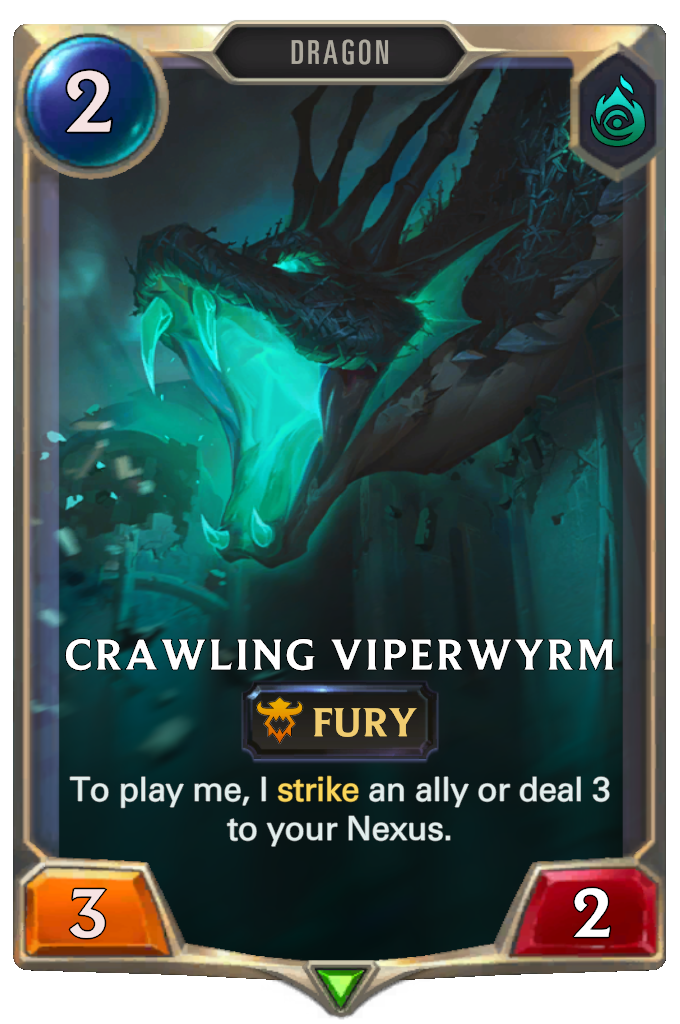 DRAGON
2
CRAWLING VIPERWYRM
FURY
To play me, I strike an ally or deal 3
to your Nexus.
3
2